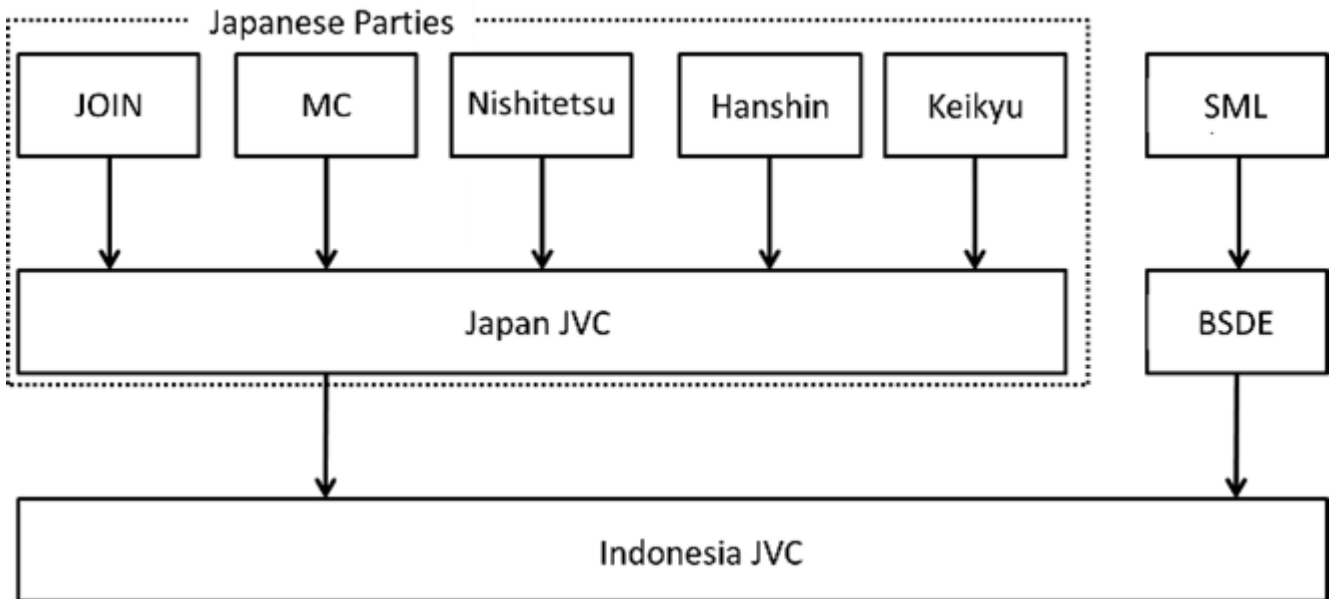 Japanese Parties
JOIN
MC
Nishitetsu
Hanshin
Keikyu
SML
Japan JVC
BSDE
Indonesia JVC